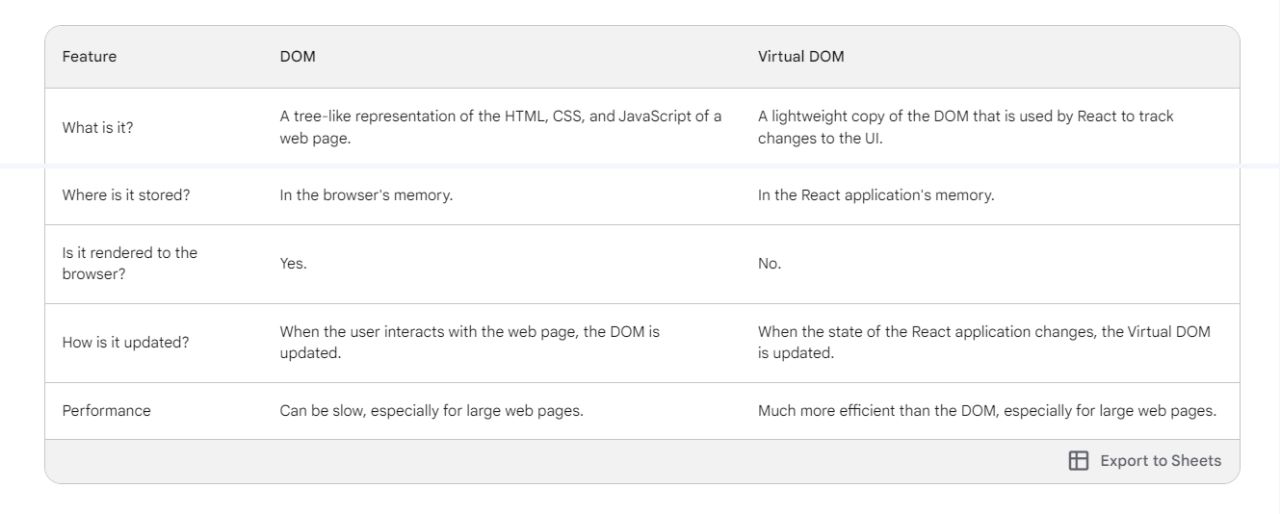 Feature DOM Virtual DOM
What is it? A tree-like representation of the HTML, CSS, and JavaScript of a web page. A lightweight copy of the DOM that is used by React to track changes to the UI.
Where is it stored? In the browser's memory. In the React application's memory.
Is it rendered to the browser? Yes. No.
How is it updated? When the user interacts with the web page, the DOM is updated. When the state of the React application changes, the Virtual DOM is updated.
Performance Can be slow, especially for large web pages. Much more efficient than the DOM, especially for large web pages.
Export to Sheets